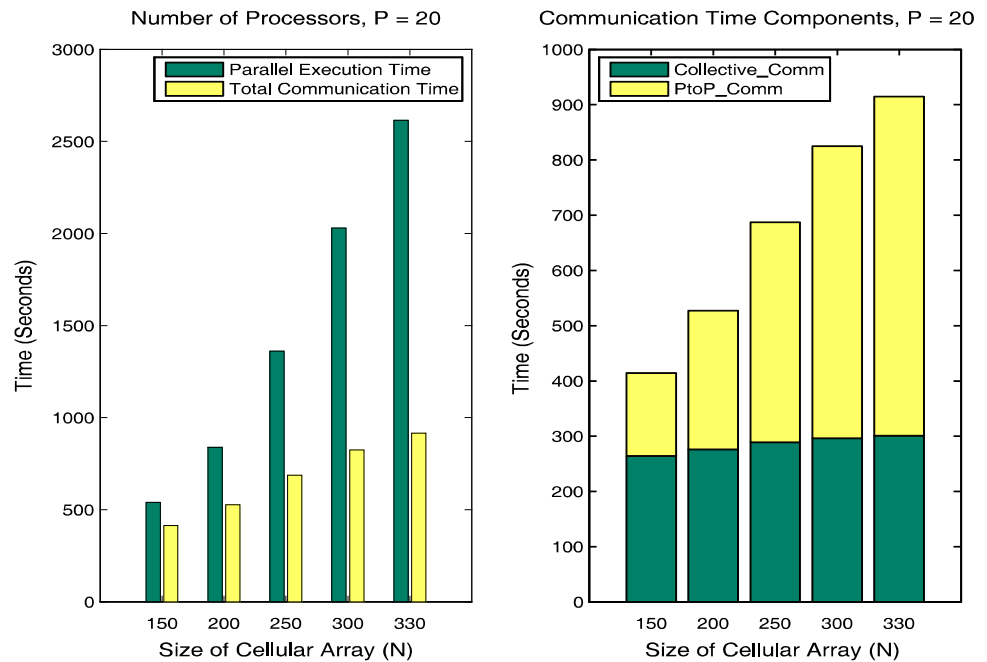 Number of Processors, P = 20
3000
2500
2000
1500
1000
500
0
Time (Seconds)
Parallel Execution Time
Total Communication Time
150 200 250 300 330
Size of Cellular Array (N)
Communication Time Components, P = 20
1000
900
800
700
600
500
400
300
200
100
0
Time (Seconds)
Collective_Comm
PtoP_Comm
150 200 250 300 330
Size of Cellular Array (N)